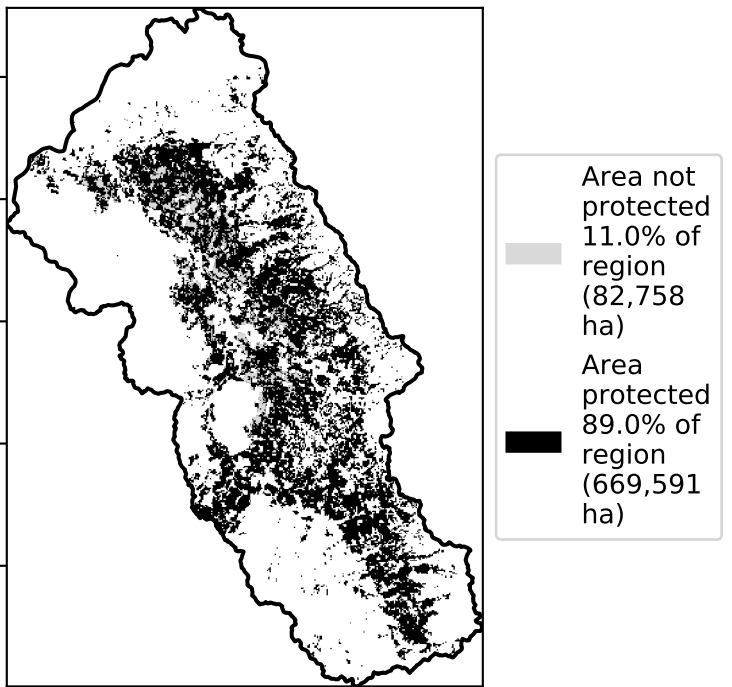 Area not
protected
11.0% of
region
(82,758
ha)
Area
protected
89.0% of
region
(669,591
ha)